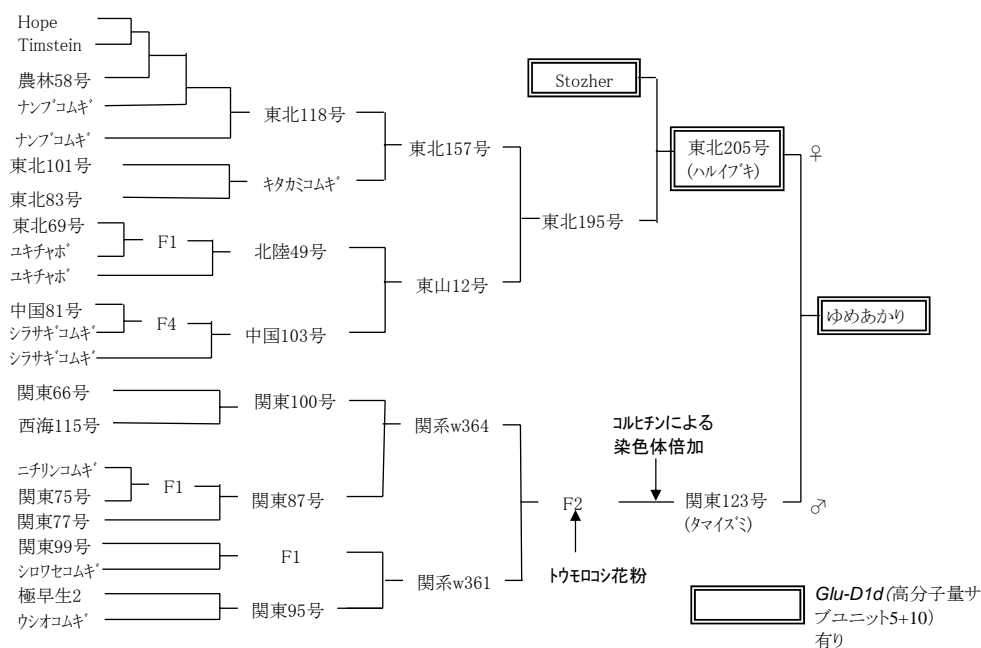 Hope
Timstein
農林58号
ナンブコムギ
ナンブコムギ
東北118号
東北101号
東北83号
キタカミコムギ
東北157号
東北69号
ユキチャボ
F1
ユキチャボ
北陸49号
中国81号
シラサギコムギ
F4
シラサギコムギ
中国103号
東山12号
東北195号
Stozher
東北205号
(ハルイブキ)
♀
ゆめあかり
関東66号
西海115号
関東100号
ニチリンコムギ
関東75号
F1
関東77号
関東87号
関系w364
関東99号
シロワセコムギ
F1
極早生2
ウシオコムギ
関東95号
関系w361
F2
トウモロコシ花粉
コルヒチンによる
染色体倍加
関東123号
(タマイズミ)
♂
Glu-D1d(高分子量サ
ブユニット5+10)
有り